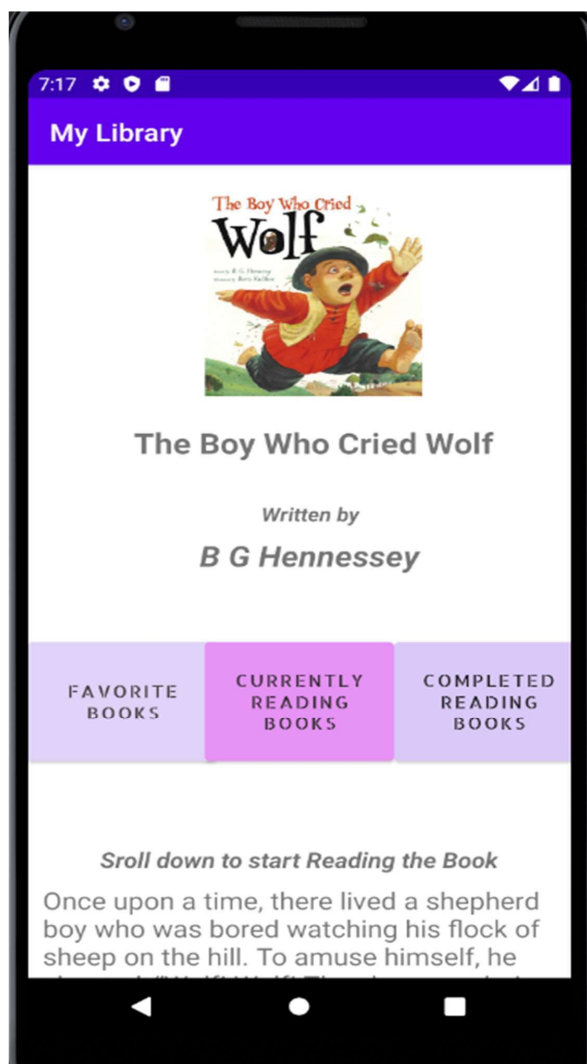 7:17
My Library
The Boy Who Cried
Wolf
The Boy Who Cried Wolf
Written by
B G Hennessey
FAVORITE
BOOKS
CURRENTLY
READING
BOOKS
COMPLETED
READING
BOOKS
Sroll down to start Reading the Book
Once upon a time, there lived a shepherd
boy who was bored watching his flock of
sheep on the hill. To amuse himself, he